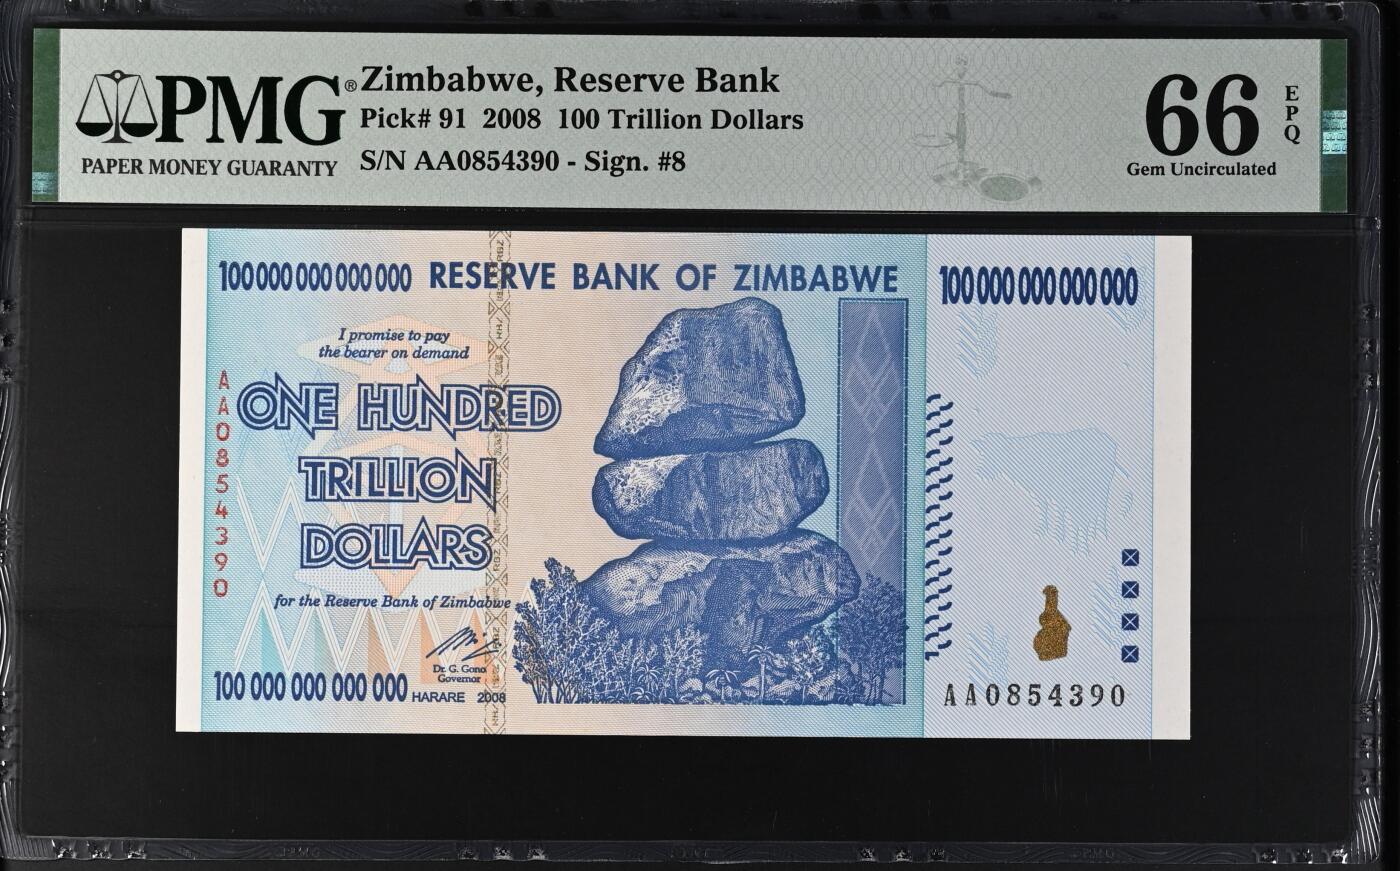 PMG®
PAPER MONEY GUARANTY
Zimbabwe, Reserve Bank
Pick# 91 2008 100 Trillion Dollars
S/N AA0854390 - Sign. #8
66
EPQ
Gem Uncirculated
100 000 000 000 000 RESERVE BANK OF ZIMBABWE 100 000 000 000 000
I promise to pay
the bearer on demand
ONE HUNDRED
TRILLION
DOLLARS
AA0854390
for the Reserve Bank of Zimbabwe
Dr. G. Gono
Governor
100 000 000 000 000 HARARE 2008
AA0854390